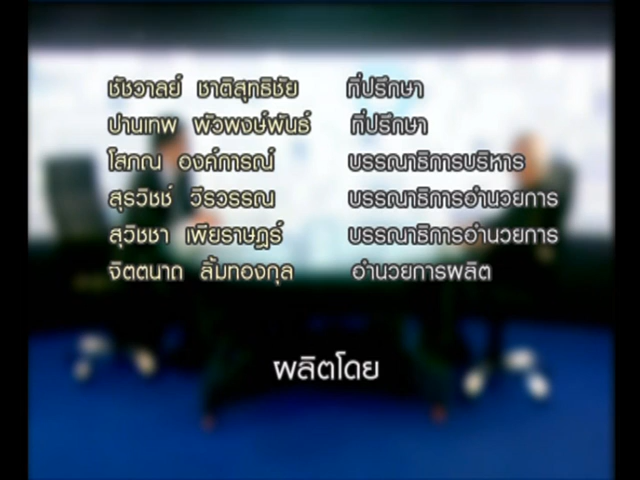 ชัชวาลย์ ชาติสุทธิชัย ที่ปรึกษา
ปานเทพ พัวพงษ์พันธ์ ที่ปรึกษา
โสภณ องค์การณ์ บรรณาธิการบริหาร
สุรวิชช์ วีรวรรณ บรรณาธิการอำนวยการ
สุวิชชา เพียราษฎร์ บรรณาธิการอำนวยการ
จิตตนาถ ลิ้มทองกุล อำนวยการผลิต
ผลิตโดย